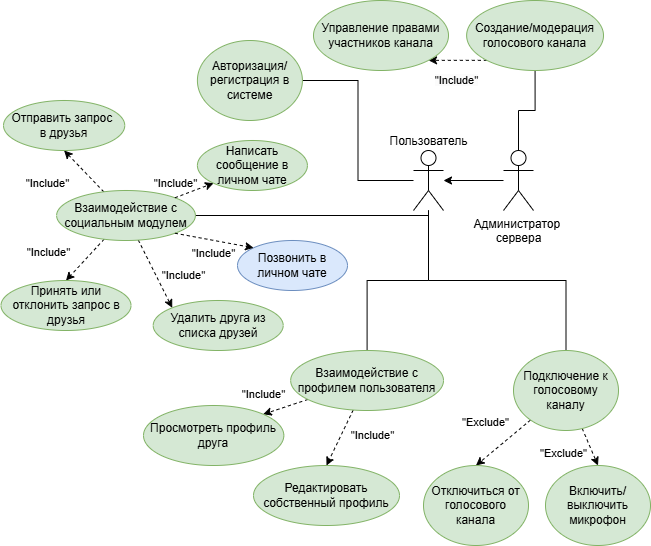 Управление правами
участников канала
Создание/модерация
голосового канала
"Include"
Авторизация/
регистрация в
системе
Отправить запрос
в друзья
Пользователь
Написать
сообщение в
личном чате
"Include"
"Include"
Взаимодействие с
социальным модулем
Администратор
сервера
"Include"
"Include"
"Include"
Позвонить в
личном чате
Принять или
отклонить запрос в
друзья
Удалить друга из
списка друзей
Взаимодействие с
профилем пользователя
Подключение к
голосовому
каналу
"Include"
Просмотреть профиль
друга
"Include"
"Exclude"
"Exclude"
Редактировать
собственный профиль
Отключиться от
голосового
канала
Включить/
выключить
микрофон